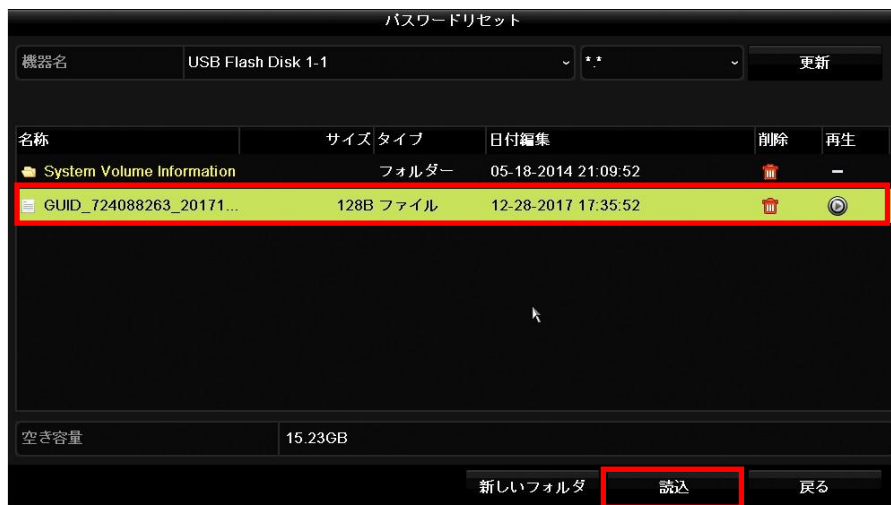 パスワードリセット
機器名 USB Flash Disk 1-1 *.* 更新
名称 サイズ タイプ 日付編集 削除 再生
System Volume Information フォルダー 05-18-2014 21:09:52 –
GUID_724088263_20171... 128B ファイル 12-28-2017 17:35:52
空き容量 15.23GB
新しいフォルダ 読込 戻る